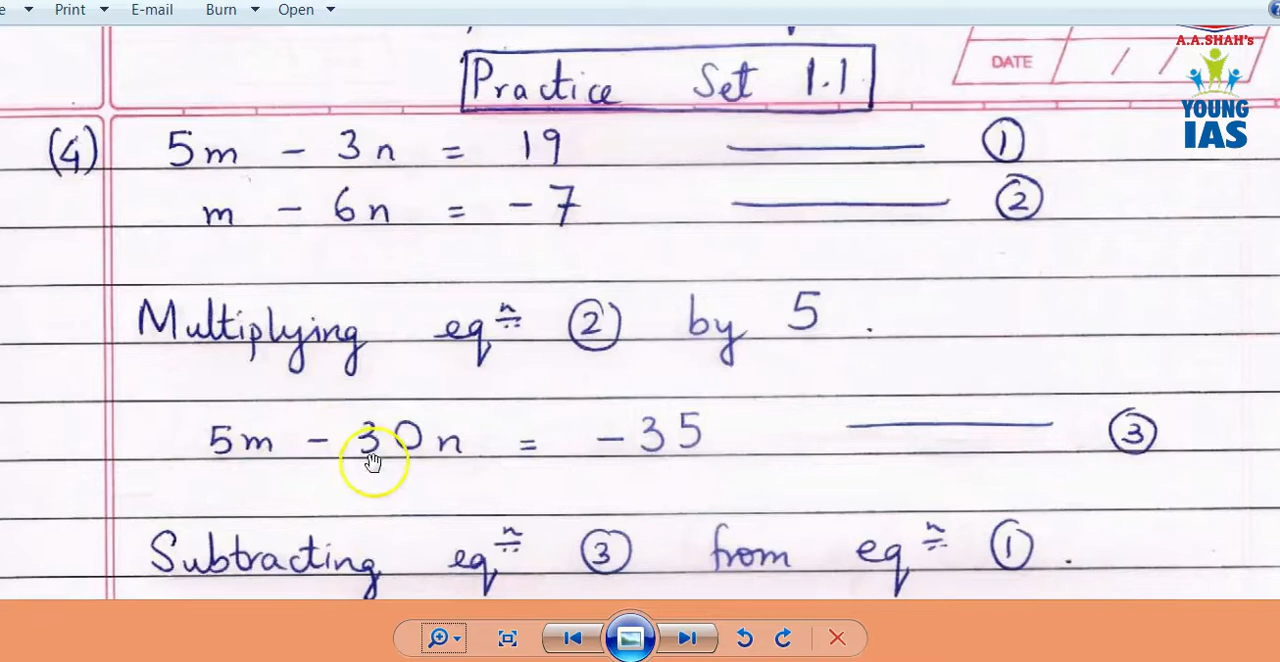 Print E-mail Burn Open
A.A.SHAH's
YOUNG
IAS
DATE / /
Practice Set 1.1
(4) 5m - 3n = 19 ①
m - 6n = -7 ②
Multiplying eqn ② by 5 .
5m - 30n = -35 ③
Subtracting eqn ③ from eqn ① .